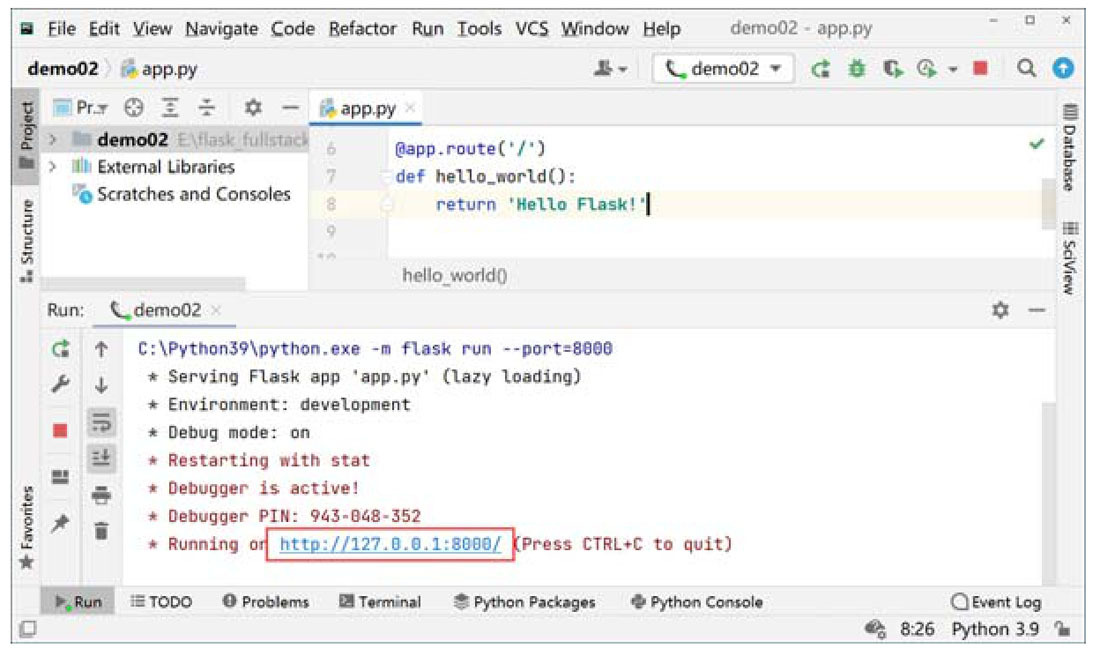 File Edit View Navigate Code Refactor Run Tools VCS Window Help demo02 - app.py
demo02 app.py demo02
Project Pr... app.py
demo02 E:\flask_fullstack
External Libraries
Scratches and Consoles
6 @app.route('/')
7 def hello_world():
8 return 'Hello Flask!'
9
hello_world()
Structure
Database
SciView
Run: demo02
C:\Python39\python.exe -m flask run --port=8000
* Serving Flask app 'app.py' (lazy loading)
* Environment: development
* Debug mode: on
* Restarting with stat
* Debugger is active!
* Debugger PIN: 943-048-352
* Running on http://127.0.0.1:8000/ (Press CTRL+C to quit)
Favorites
Run TODO Problems Terminal Python Packages Python Console Event Log
8:26 Python 3.9